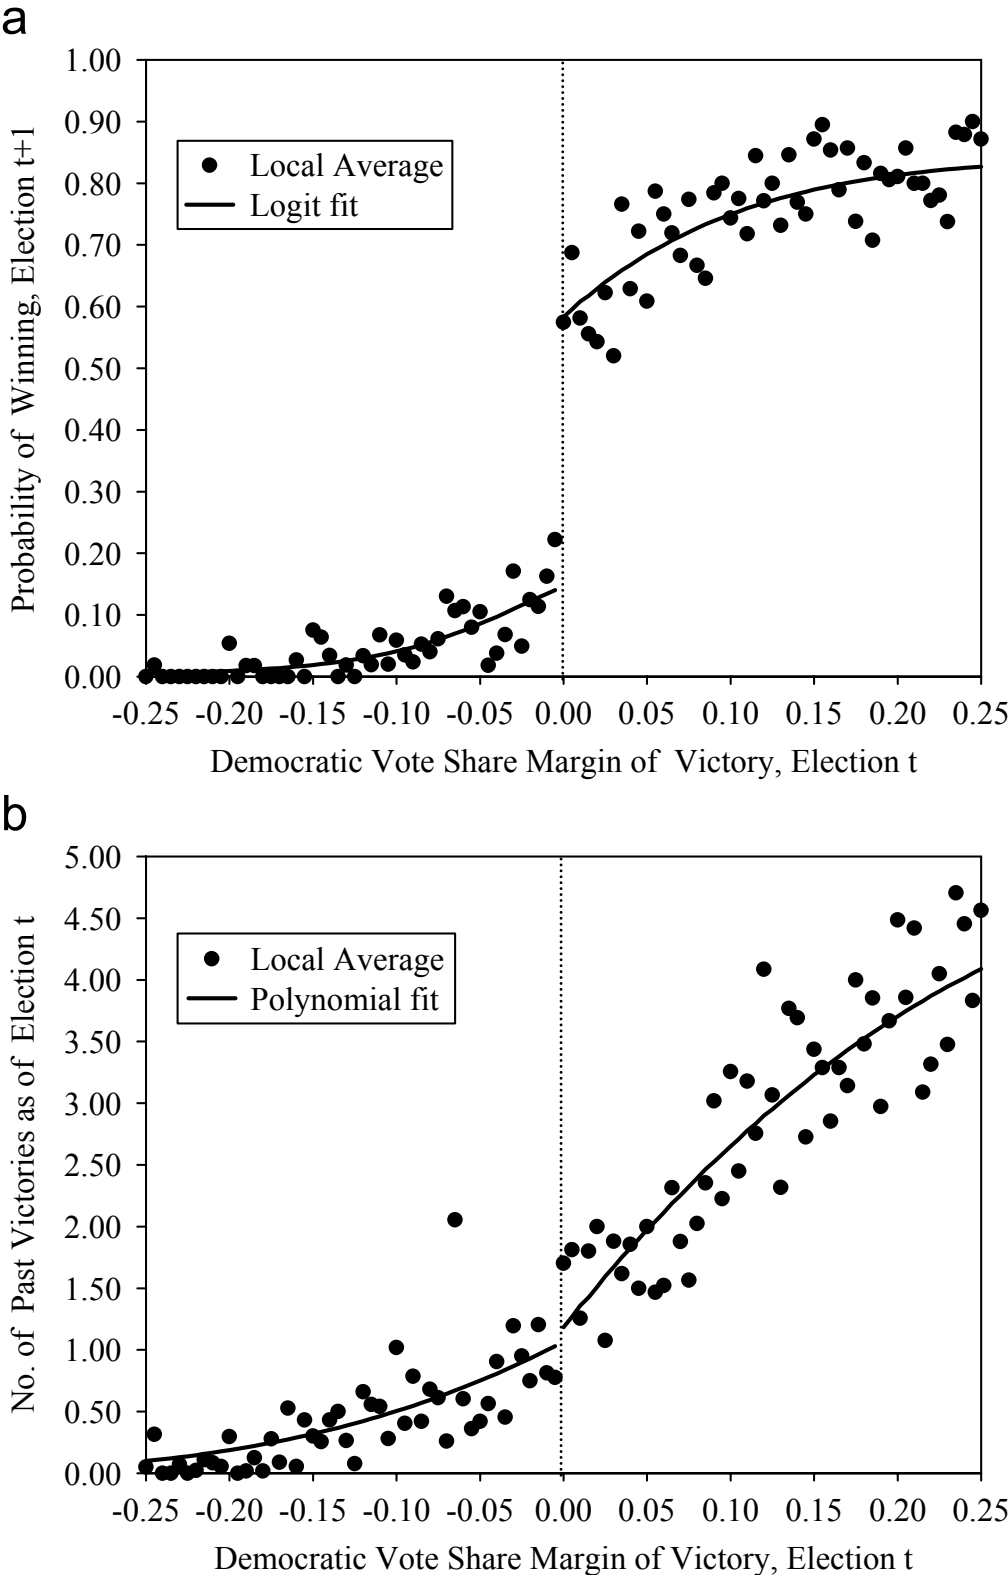 a
1.00
0.90
0.80
0.70
0.60
0.50
0.40
0.30
0.20
0.10
0.00
Probability of Winning, Election t+1
Local Average
Logit fit
-0.25 -0.20 -0.15 -0.10 -0.05 0.00 0.05 0.10 0.15 0.20 0.25
Democratic Vote Share Margin of Victory, Election t
b
5.00
4.50
4.00
3.50
3.00
2.50
2.00
1.50
1.00
0.50
0.00
No. of Past Victories as of Election t
Local Average
Polynomial fit
-0.25 -0.20 -0.15 -0.10 -0.05 0.00 0.05 0.10 0.15 0.20 0.25
Democratic Vote Share Margin of Victory, Election t